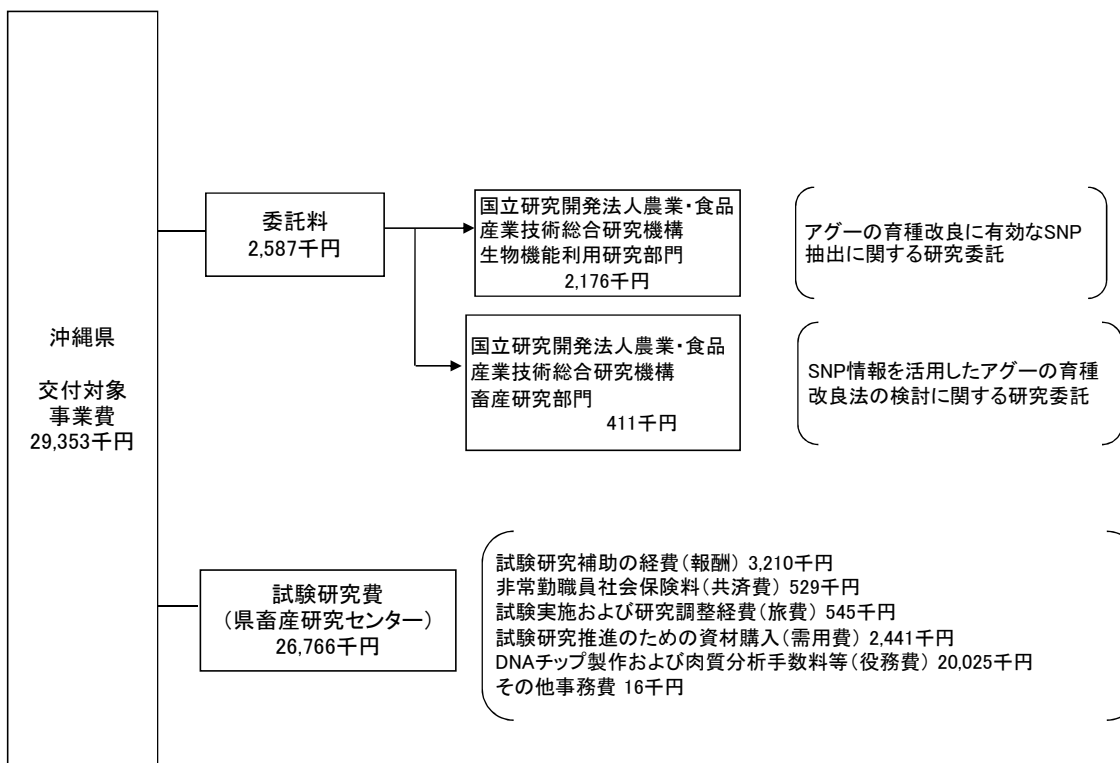 沖縄県
交付対象
事業費
29,353千円
委託料
2,587千円
国立研究開発法人農業・食品
産業技術総合研究機構
生物機能利用研究部門
2,176千円
アグーの育種改良に有効なSNP
抽出に関する研究委託
国立研究開発法人農業・食品
産業技術総合研究機構
畜産研究部門
411千円
SNP情報を活用したアグーの育種
改良法の検討に関する研究委託
試験研究費
（県畜産研究センター）
26,766千円
試験研究補助の経費（報酬） 3,210千円
非常勤職員社会保険料（共済費） 529千円
試験実施および研究調整経費（旅費） 545千円
試験研究推進のための資材購入（需用費） 2,441千円
DNAチップ製作および肉質分析手数料等（役務費） 20,025千円
その他事務費 16千円